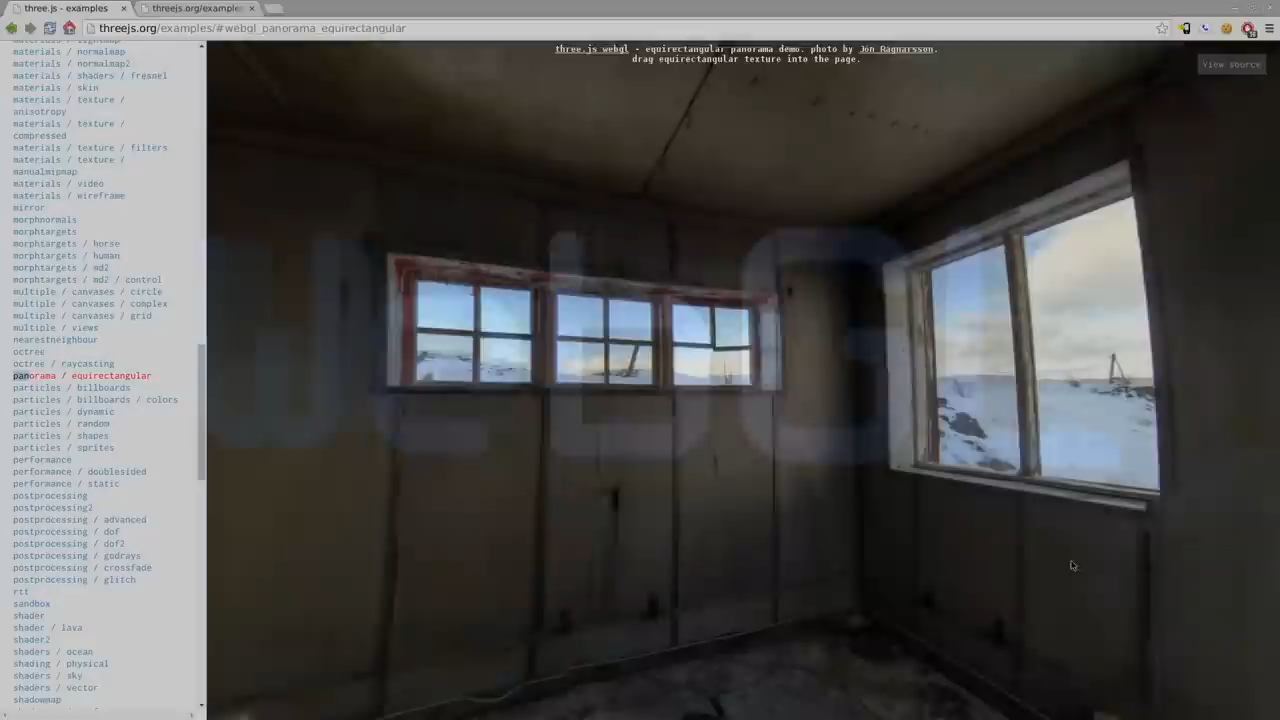 three.js - examples
threejs.org/example
threejs.org/examples/#webgl_panorama_equirectangular
three.js webgl - equirectangular panorama demo. photo by Jón Ragnarsson.
drag equirectangular texture into the page.
View source
materials / normalmap
materials / normalmap2
materials / shaders / fresnel
materials / skin
materials / texture /
anisotropy
materials / texture /
compressed
materials / texture / filters
materials / texture /
manualmipmap
materials / video
materials / wireframe
mirror
morphnormals
morphtargets
morphtargets / horse
morphtargets / human
morphtargets / md2
morphtargets / md2 / control
multiple / canvases / circle
multiple / canvases / complex
multiple / canvases / grid
multiple / views
nearestneighbour
octree
octree / raycasting
panorama / equirectangular
particles / billboards
particles / billboards / colors
particles / dynamic
particles / random
particles / shapes
particles / sprites
performance
performance / doublesided
performance / static
postprocessing
postprocessing2
postprocessing / advanced
postprocessing / dof
postprocessing / dof2
postprocessing / godrays
postprocessing / crossfade
postprocessing / glitch
rtt
sandbox
shader
shader / lava
shader2
shaders / ocean
shading / physical
shaders / sky
shaders / vector
shadowmap
WebGL